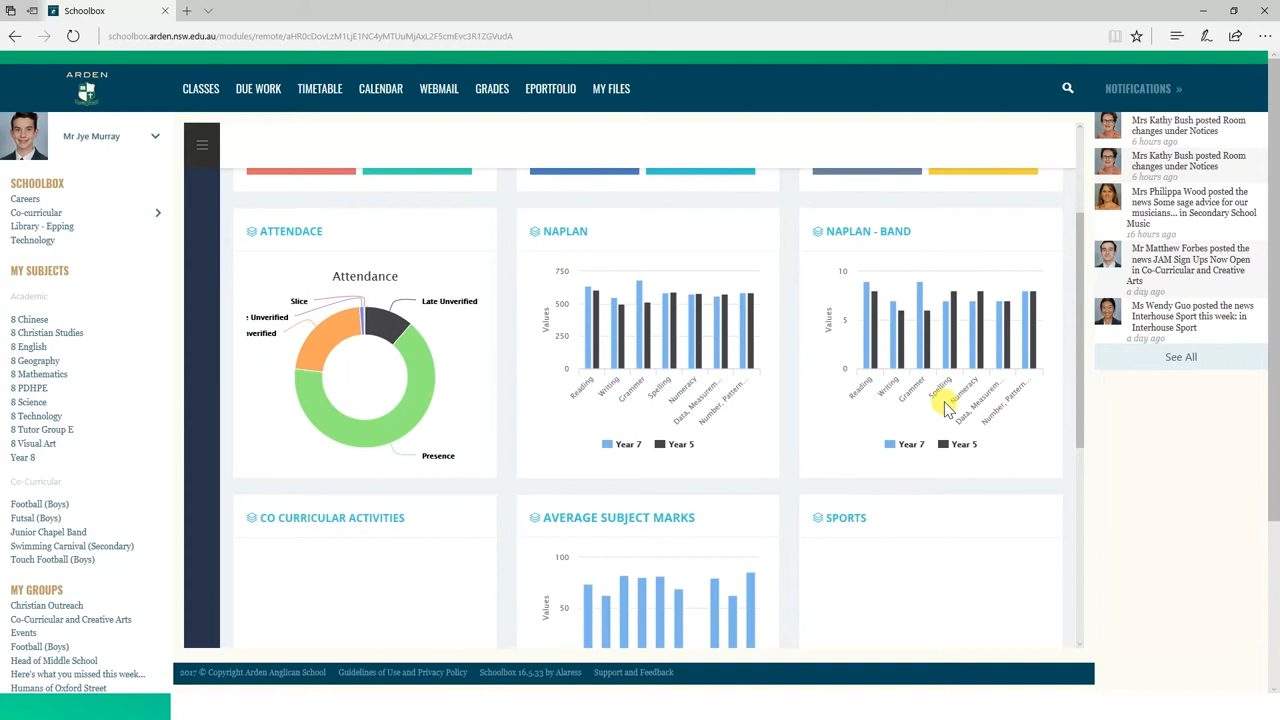 Schoolbox
schoolbox.arden.nsw.edu.au/modules/remote/
ARDEN
CLASSES
DUE WORK
TIMETABLE
CALENDAR
WEBMAIL
GRADES
EPORTFOLIO
MY FILES
NOTIFICATIONS »
Mr Jye Murray
SCHOOLBOX
Careers
Co-curricular
Library - Epping
Technology
MY SUBJECTS
Academic
8 Chinese
8 Christian Studies
8 English
8 Geography
8 Mathematics
8 PDHPE
8 Science
8 Technology
8 Tutor Group E
8 Visual Art
Year 8
Co-Curricular
Football (Boys)
Futsal (Boys)
Junior Chapel Band
Swimming Carnival (Secondary)
Touch Football (Boys)
MY GROUPS
Christian Outreach
Co-Curricular and Creative Arts
Events
Football (Boys)
Head of Middle School
Here's what you missed this week...
Humans of Oxford Street
ATTENDACE
Attendance
Slice
Late Unverified
e Unverified
verified
Presence
NAPLAN
750
500
250
0
Values
Reading
Writing
Grammer
Spelling
Numeracy
Data, Measurem...
Number, Pattern...
Year 7
Year 5
NAPLAN - BAND
10
5
0
Values
Reading
Writing
Grammer
Spelling
Numeracy
Data, Measurem...
Number, Pattern...
Year 7
Year 5
CO CURRICULAR ACTIVITIES
AVERAGE SUBJECT MARKS
100
50
Values
SPORTS
Mrs Kathy Bush posted Room
changes under Notices
6 hours ago
Mrs Kathy Bush posted Room
changes under Notices
6 hours ago
Mrs Philippa Wood posted the
news Some sage advice for our
musicians... in Secondary School
Music
16 hours ago
Mr Matthew Forbes posted the
news JAM Sign Ups Now Open
in Co-Curricular and Creative
Arts
a day ago
Ms Wendy Guo posted the news
Interhouse Sport this week: in
Interhouse Sport
a day ago
See All
2017 © Copyright Arden Anglican School
Guidelines of Use and Privacy Policy
Schoolbox 16.5.33 by Alaress
Support and Feedback